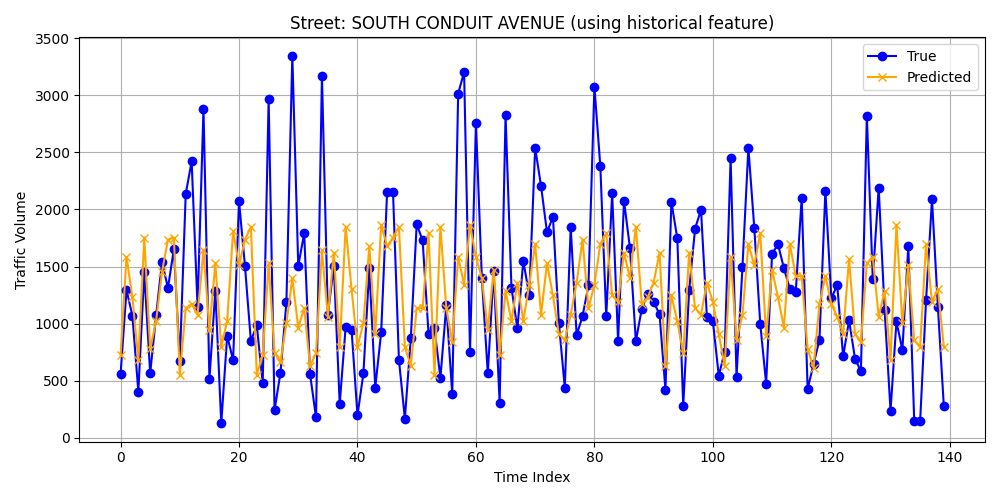 Street: SOUTH CONDUIT AVENUE (using historical feature)
3500
3000
2500
2000
1500
1000
500
0
Traffic Volume
True
Predicted
0 20 40 60 80 100 120 140
Time Index